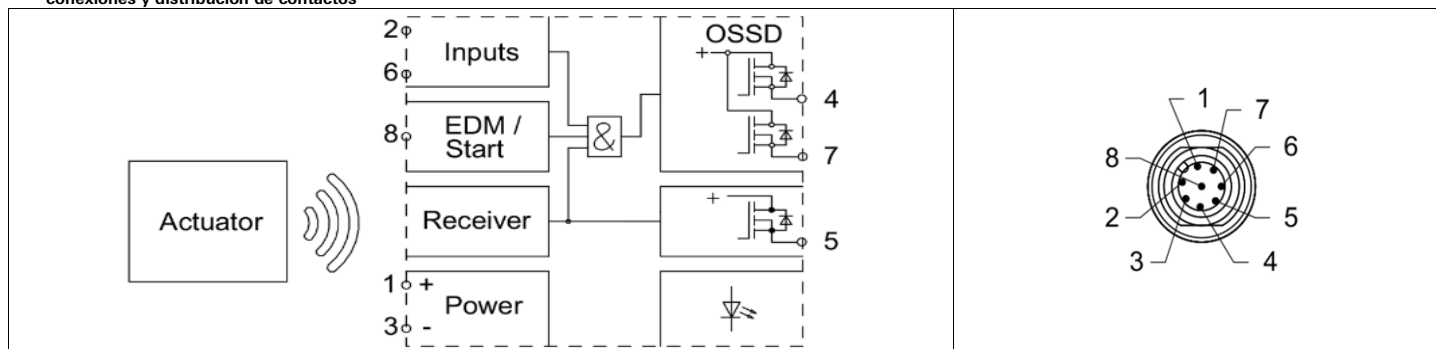 conexiones y distribución de contactos
2
Inputs
6
OSSD
+
4
8
EDM /
Start
&
7
Actuator
Receiver
+
5
1 +
Power
3 -
1
7
8
6
2
5
3
4